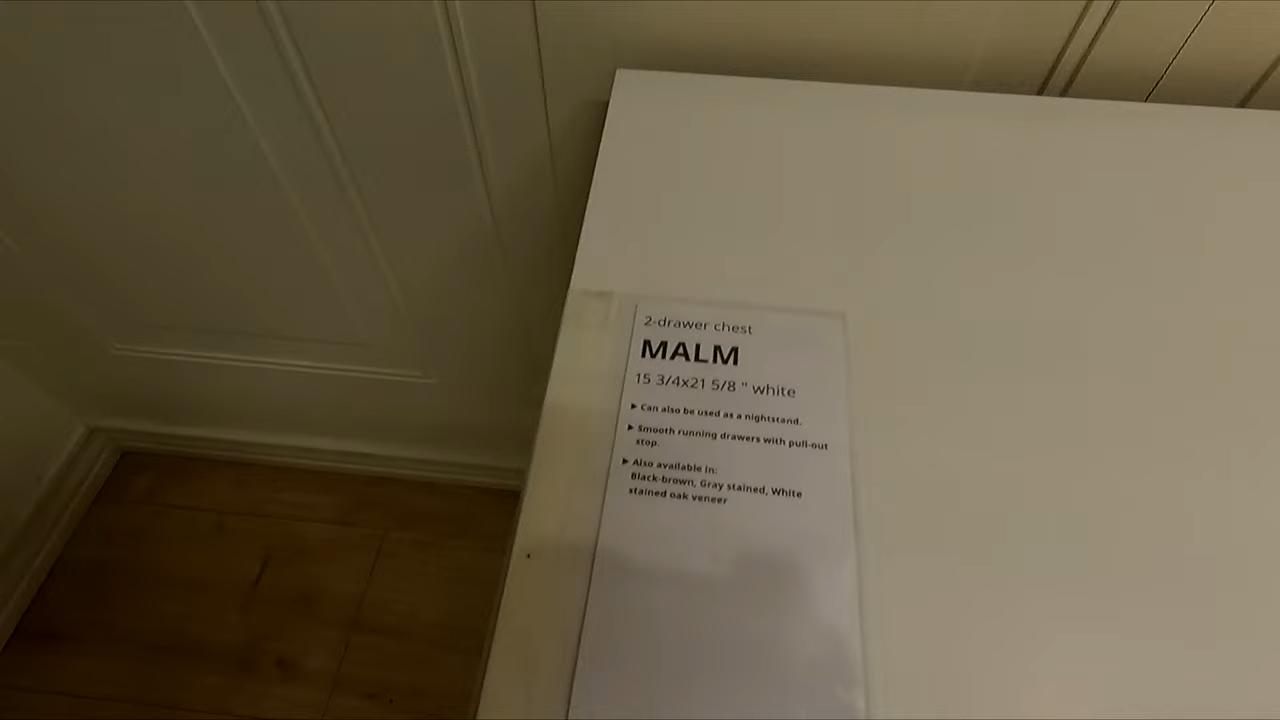 2-drawer chest
MALM
15 3/4x21 5/8 " white
▶ Can also be used as a nightstand.
▶ Smooth running drawers with pull-out
stop.
▶ Also available in:
Black-brown, Gray stained, White
stained oak veneer